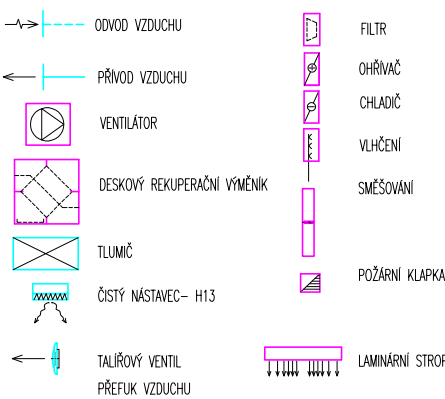 ODVOD VZDUCHU
PŘÍVOD VZDUCHU
VENTILÁTOR
DESKOVÝ REKUPERAČNÍ VÝMĚNÍK
TLUMIČ
ČISTÝ NÁSTAVEC- H13
TALÍŘOVÝ VENTIL
PŘEFUK VZDUCHU
FILTR
OHŘÍVAČ
CHLADIČ
VLHČENÍ
SMĚŠOVÁNÍ
POŽÁRNÍ KLAPKA
LAMINÁRNÍ STROP